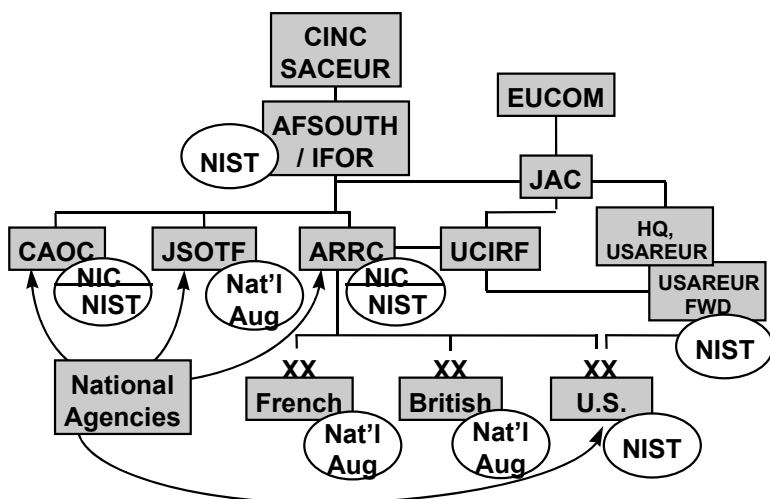 CINC
SACEUR
EUCOM
AFSOUTH
/ IFOR
NIST
JAC
CAOC
JSOTF
ARRC
UCIRF
HQ,
USAREUR
NIC
NIST
Nat'l
Aug
NIC
NIST
USAREUR
FWD
NIST
National
Agencies
XX
French
XX
British
XX
U.S.
Nat'l
Aug
Nat'l
Aug
NIST